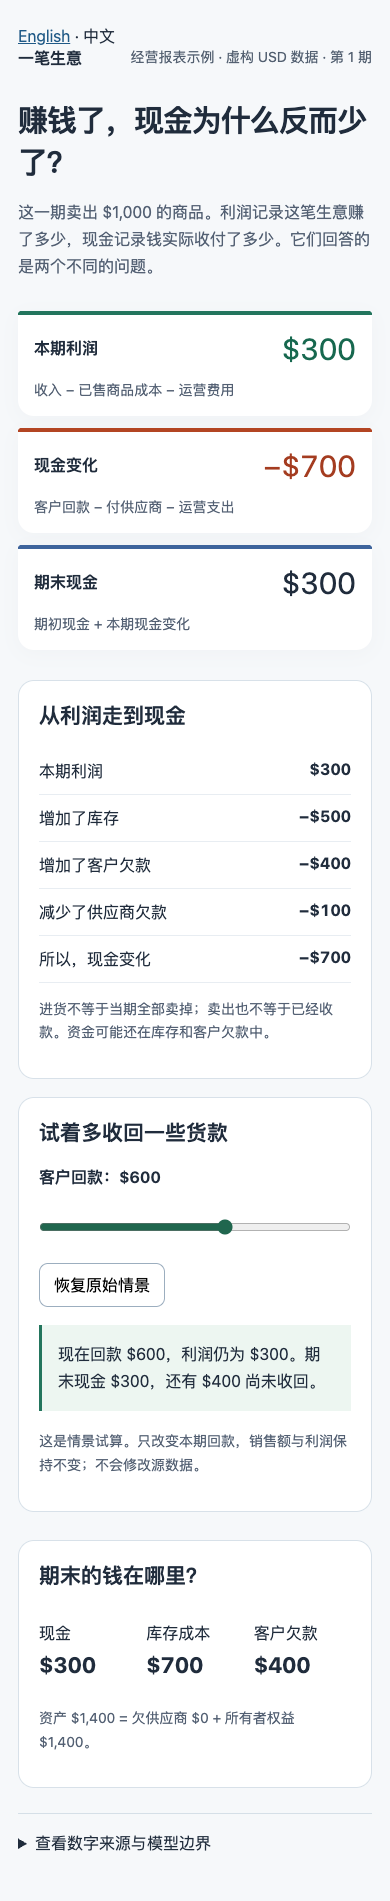 English · 中文
一笔生意
经营报表示例 · 虚构 USD 数据 · 第 1 期
赚钱了，现金为什么反而少
了？
这一期卖出 $1,000 的商品。利润记录这笔生意赚
了多少，现金记录钱实际收付了多少。它们回答的
是两个不同的问题。
本期利润
$300
收入 − 已售商品成本 − 运营费用
现金变化
−$700
客户回款 − 付供应商 − 运营支出
期末现金
$300
期初现金 + 本期现金变化
从利润走到现金
本期利润
$300
增加了库存
−$500
增加了客户欠款
−$400
减少了供应商欠款
−$100
所以，现金变化
−$700
进货不等于当期全部卖掉；卖出也不等于已经收
款。资金可能还在库存和客户欠款中。
试着多收回一些货款
客户回款：$600
恢复原始情景
现在回款 $600，利润仍为 $300。期
末现金 $300，还有 $400 尚未收回。
这是情景试算。只改变本期回款，销售额与利润保
持不变；不会修改源数据。
期末的钱在哪里？
现金
库存成本
客户欠款
$300
$700
$400
资产 $1,400 = 欠供应商 $0 + 所有者权益
$1,400。
查看数字来源与模型边界